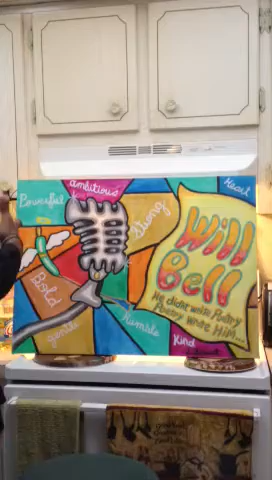 ambitious
Heart
Powerful
Strong
Will
Bell
Bold
He didn't write Poetry
Poetry wrote Him...
Humble
gentle
Kind